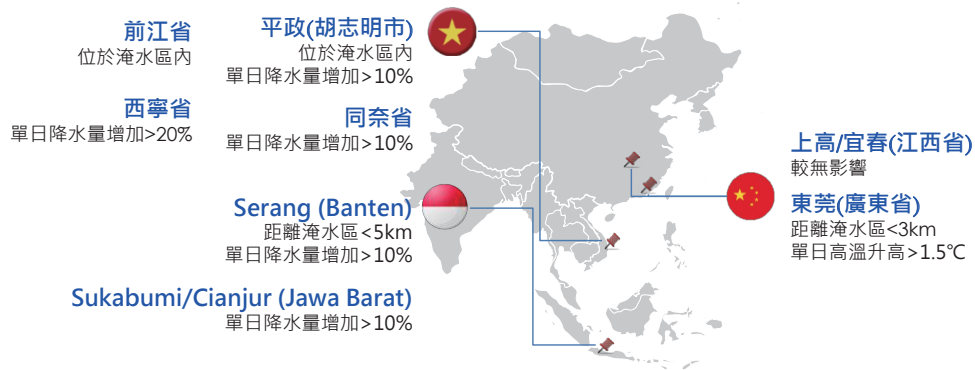 前江省
位於淹水區內
平政(胡志明市)
位於淹水區內
單日降水量增加>10%
西寧省
單日降水量增加>20%
同奈省
單日降水量增加>10%
Serang (Banten)
距離淹水區<5km
單日降水量增加>10%
Sukabumi/Cianjur (Jawa Barat)
單日降水量增加>10%
上高/宜春(江西省)
較無影響
東莞(廣東省)
距離淹水區<3km
單日高溫升高>1.5℃